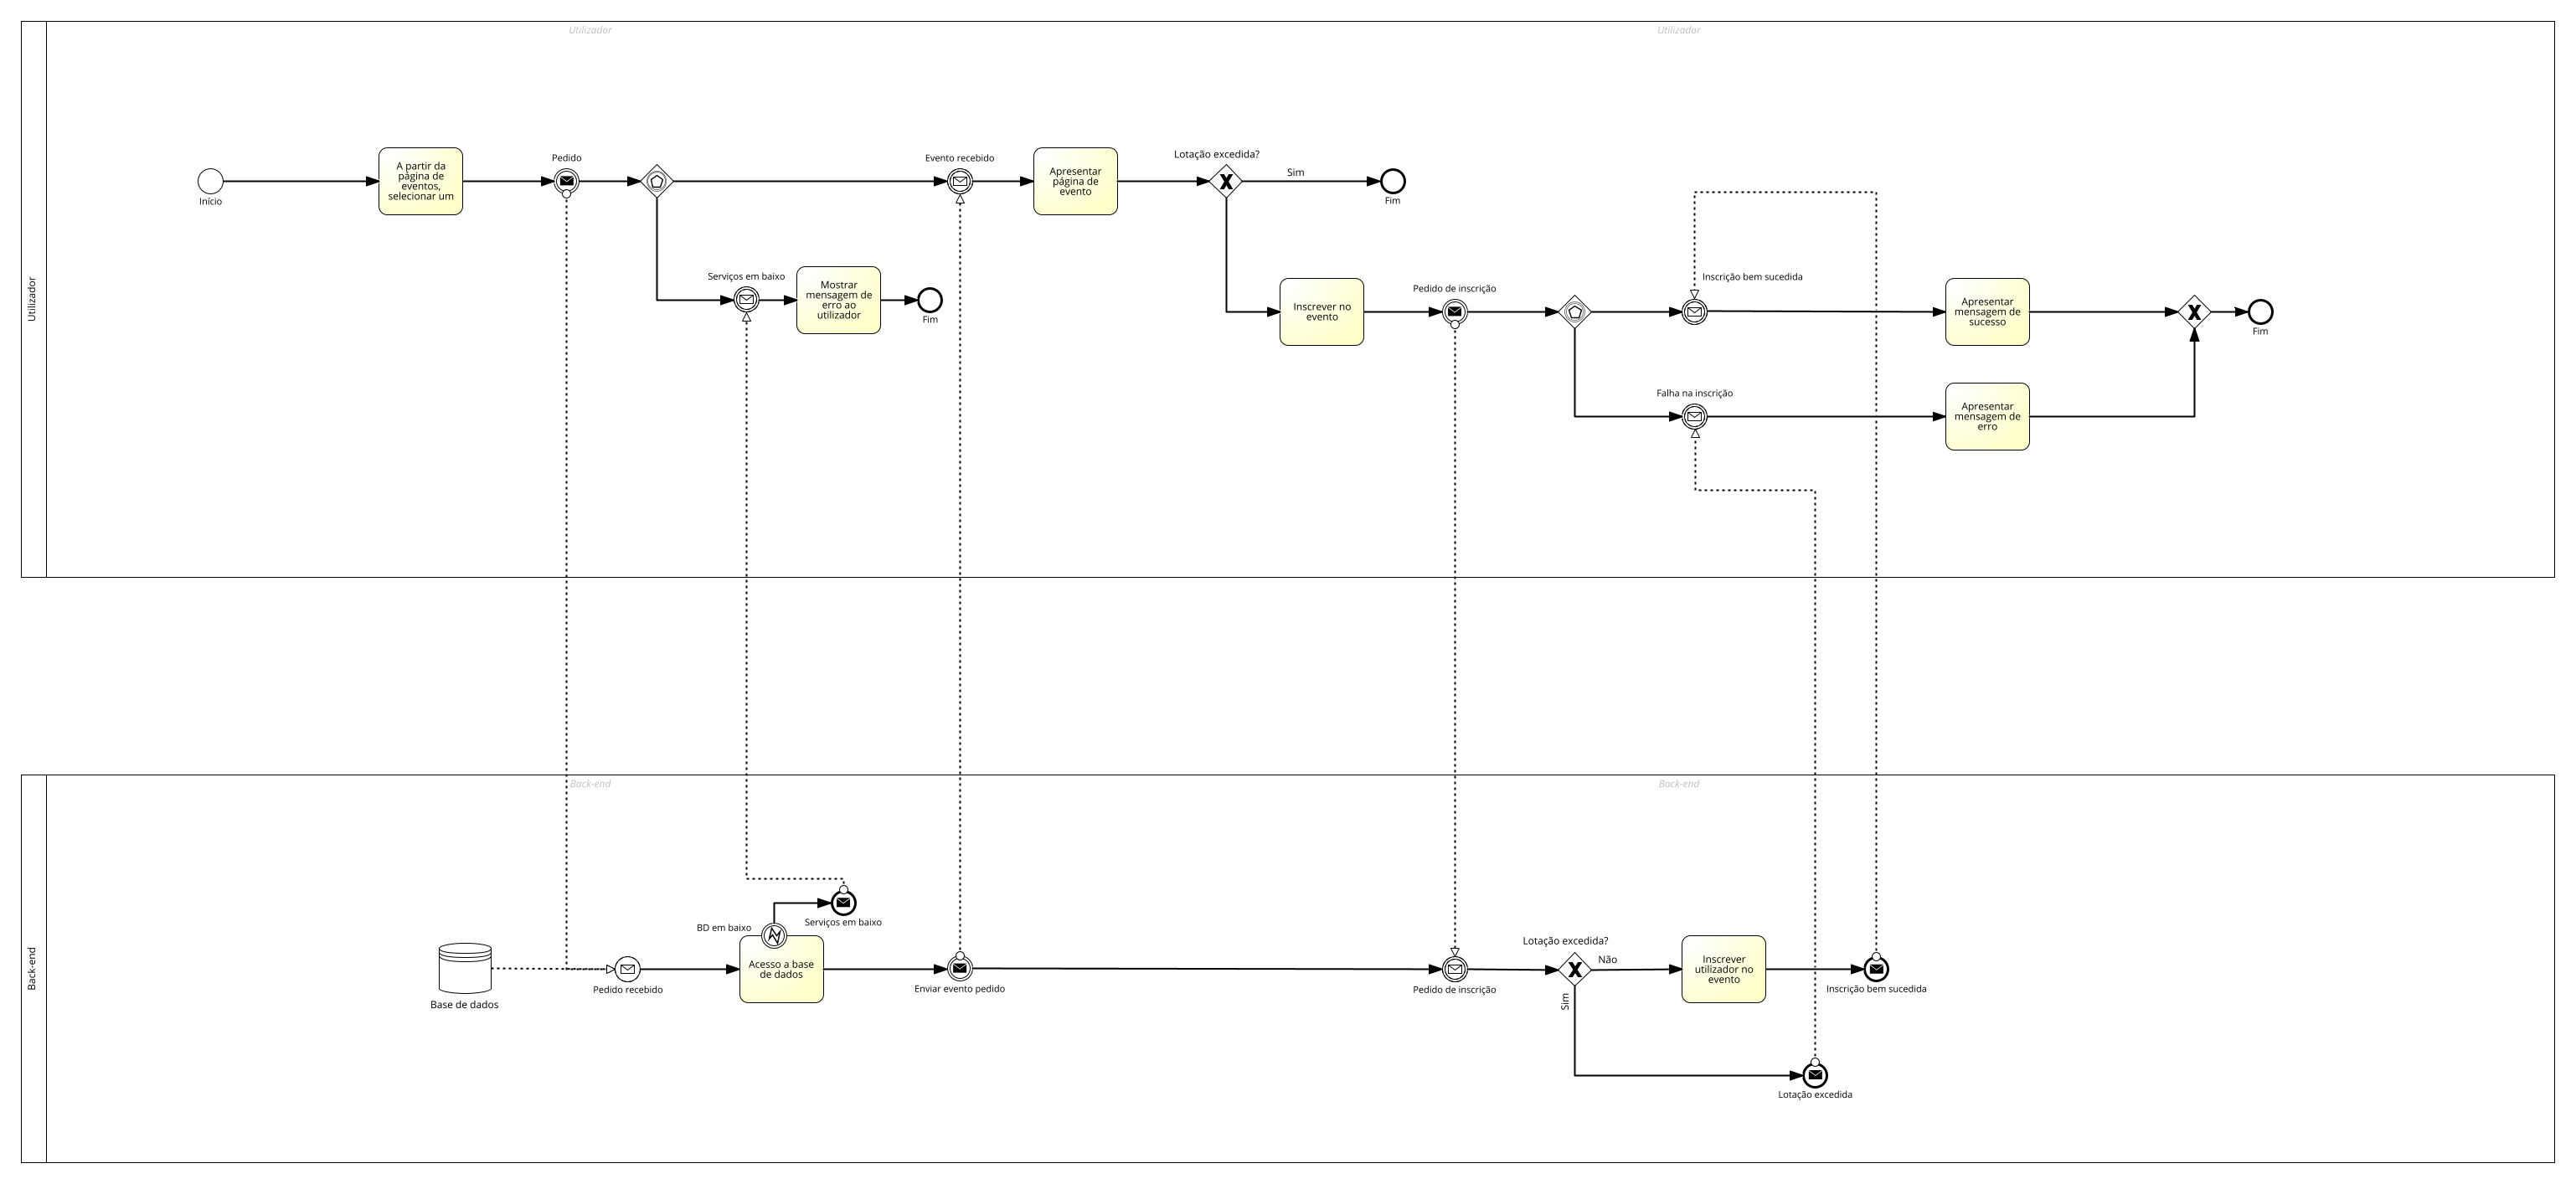 Utilizador
Utilizador
Utilizador
Início
A partir da
página de
eventos,
selecionar um
Pedido
Evento recebido
Apresentar
página de
evento
Lotação excedida?
Sim
Fim
Serviços em baixo
Mostrar
mensagem de
erro ao
utilizador
Fim
Inscrever no
evento
Pedido de inscrição
Inscrição bem sucedida
Apresentar
mensagem de
sucesso
Fim
Falha na inscrição
Apresentar
mensagem de
erro
Back-end
Back-end
Back-end
Base de dados
Pedido recebido
BD em baixo
Acesso a base
de dados
Serviços em baixo
Enviar evento pedido
Pedido de inscrição
Lotação excedida?
Não
Sim
Inscrever
utilizador no
evento
Inscrição bem sucedida
Lotação excedida